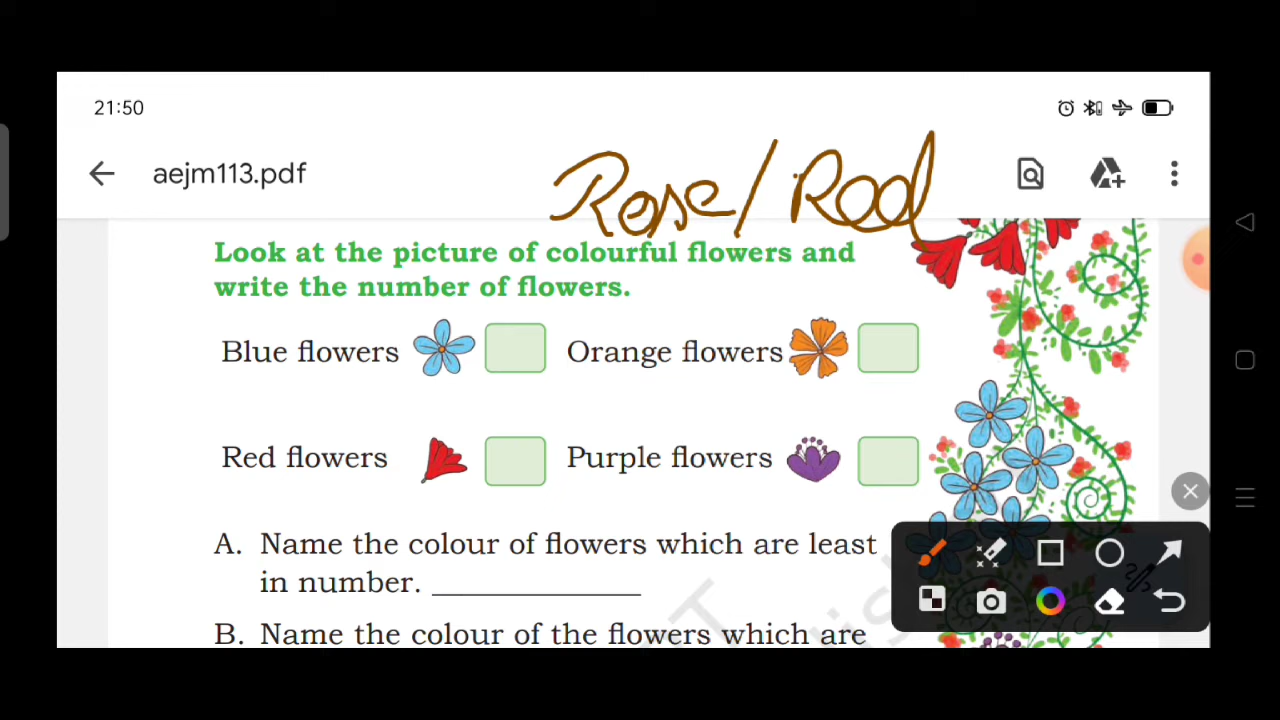 21:50
aejm113.pdf
Rose/Red
Look at the picture of colourful flowers and
write the number of flowers.
Blue flowers
Orange flowers
Red flowers
Purple flowers
A. Name the colour of flowers which are least
in number. ____________
B. Name the colour of the flowers which are